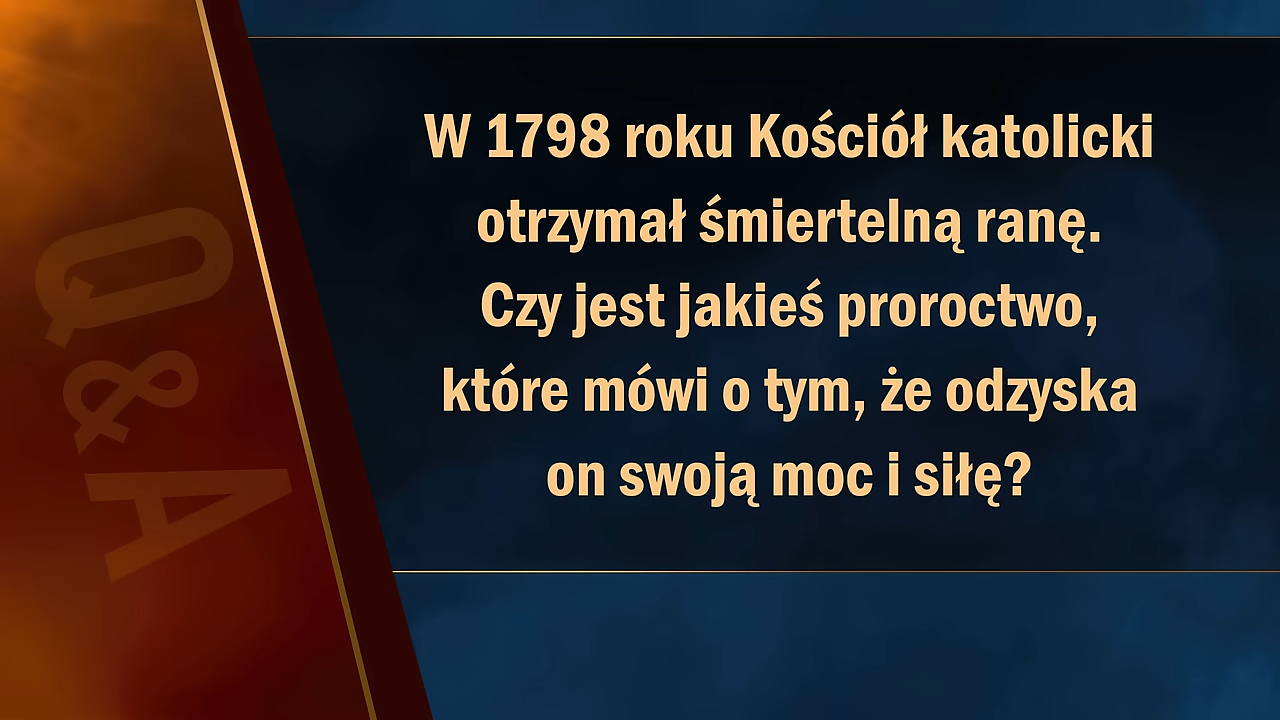 Q&A
W 1798 roku Kościół katolicki
otrzymał śmiertelną ranę.
Czy jest jakieś proroctwo,
które mówi o tym, że odzyska
on swoją moc i siłę?